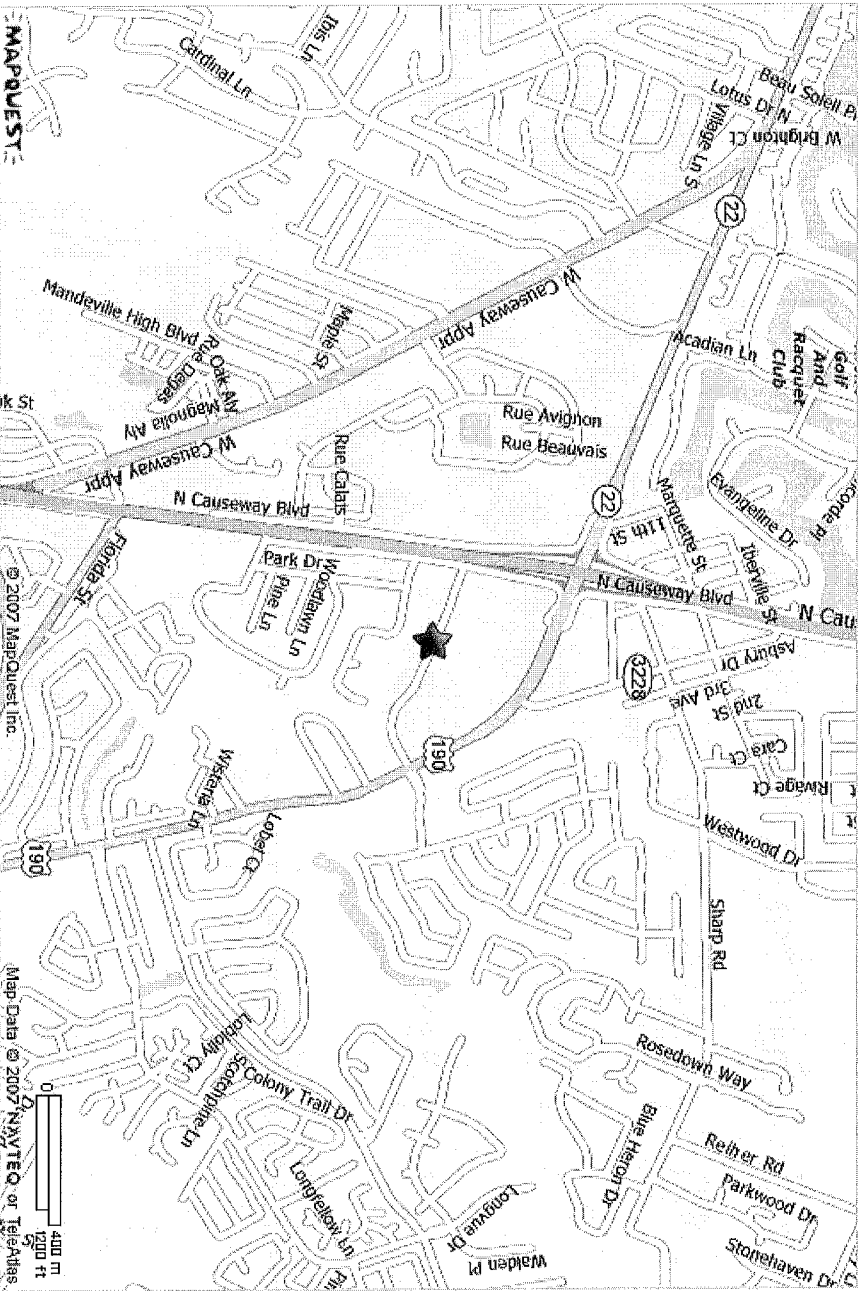 Ibis Ln
Cardinal Ln
MAPQUEST
Beau Soleil Pl
Lotus Dr N
Village Ln S
W Brighton Ct
22
W Causeway Appr
Acadian Ln
Golf
And
Racquet
Club
Mandeville High Blvd
Maple St
Rue Degas
Oak Aly
Magnolia Aly
W Causeway Appr
Rue Avignon
Rue Beauvais
Rue Calais
N Causeway Blvd
22
Marquette St
11th St
Evangeline Dr
Iberville St
N Causeway Blvd
N Cau
Park Dr
Pine Ln
Woodlawn Ln
Florida St
3228
Asbury Dr
3rd Ave
2nd St
Cara Ct
Rivage Ct
190
Westwood Dr
Sharp Rd
Wisteria Ln
Lobel Ct
190
Rosedown Way
Loblolly Ct
Scotchpine Ln
Colony Trail Dr
Blue Heron Dr
Reiher Rd
Parkwood Dr
Stonehaven Dr
Longfellow Ln
Longvue Dr
Walden Pl
© 2007 MapQuest Inc.
Map Data © 2007 NAVTEQ or TeleAtlas
0
400 m
1200 ft